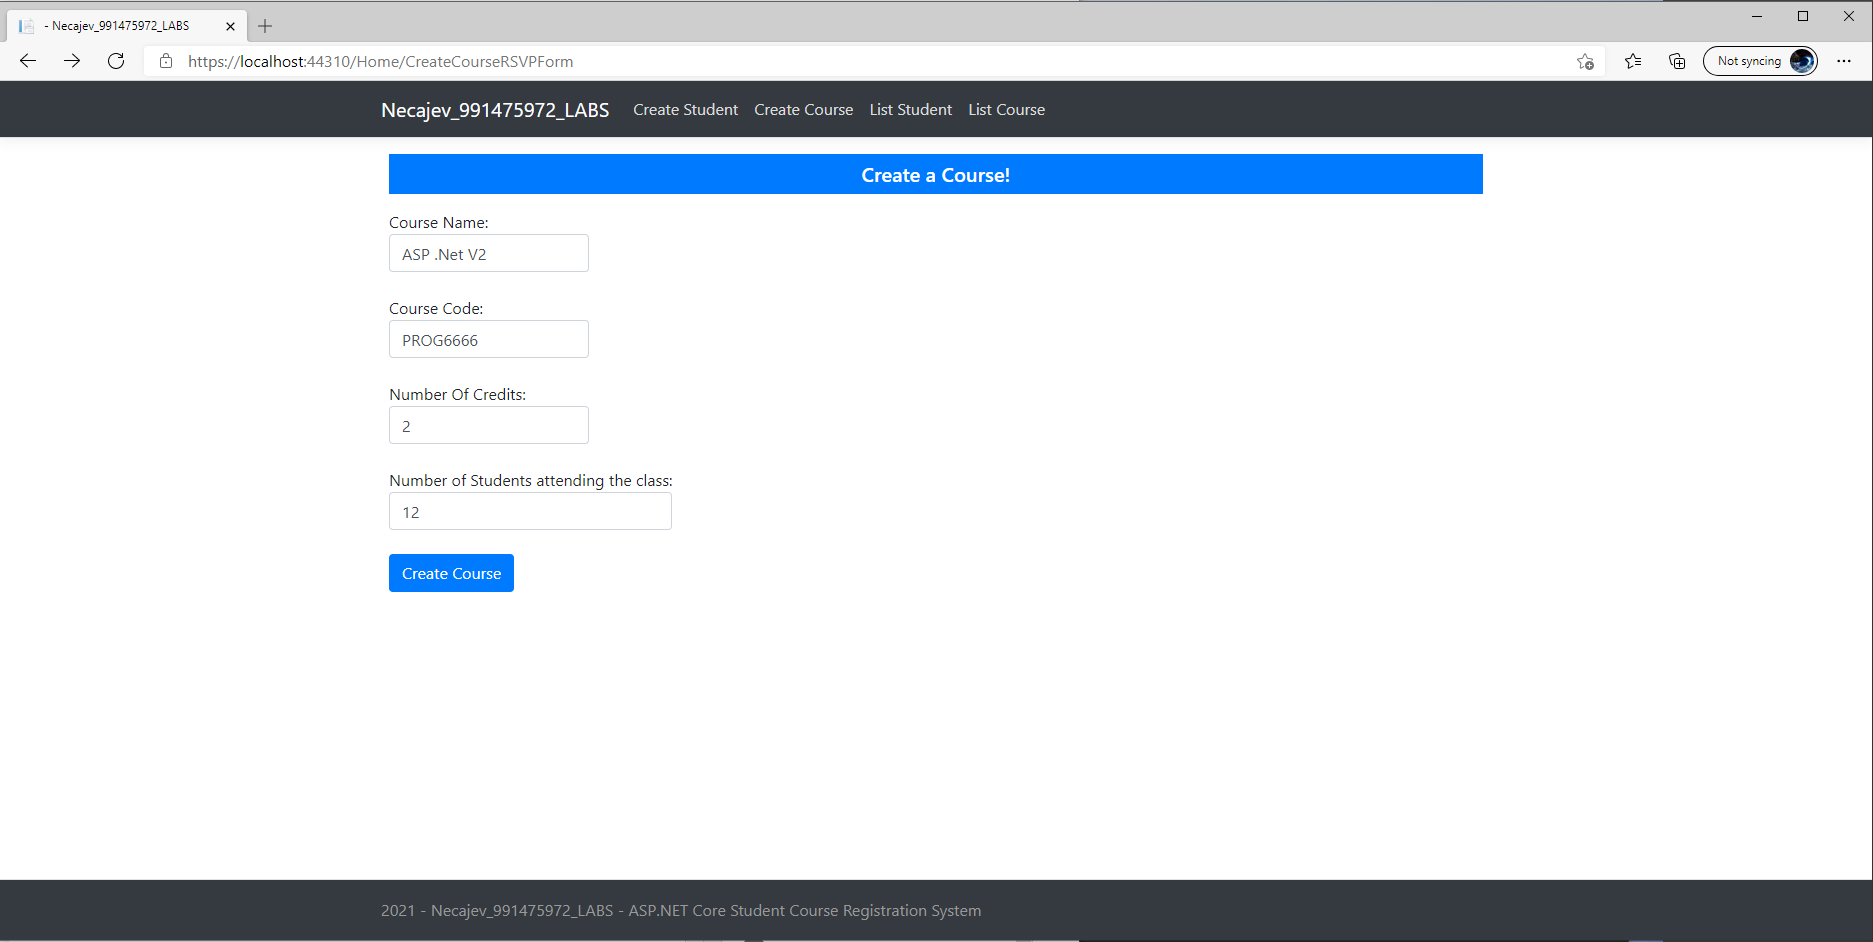 - Necajev_991475972_LABS
https://localhost:44310/Home/CreateCourseRSVPForm
Not syncing
Necajev_991475972_LABS Create Student Create Course List Student List Course
Create a Course!
Course Name:
ASP .Net V2
Course Code:
PROG6666
Number Of Credits:
2
Number of Students attending the class:
12
Create Course
2021 - Necajev_991475972_LABS - ASP.NET Core Student Course Registration System